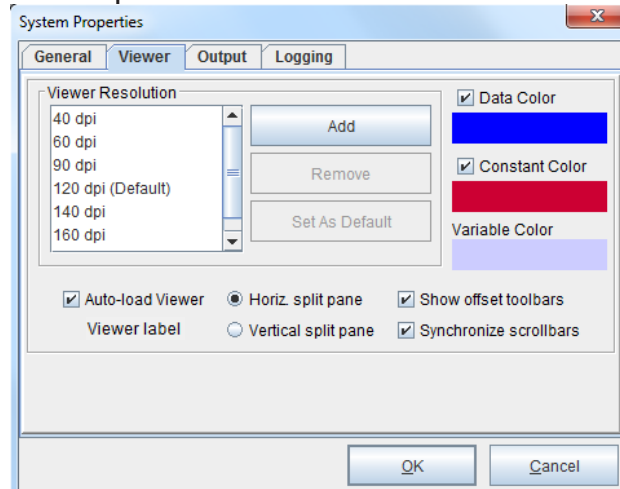 System Properties
General Viewer Output Logging
Viewer Resolution
40 dpi
60 dpi
90 dpi
120 dpi (Default)
140 dpi
160 dpi
Add
Remove
Set As Default
Data Color
Constant Color
Variable Color
Auto-load Viewer Horiz. split pane Show offset toolbars
Viewer label Vertical split pane Synchronize scrollbars
OK Cancel